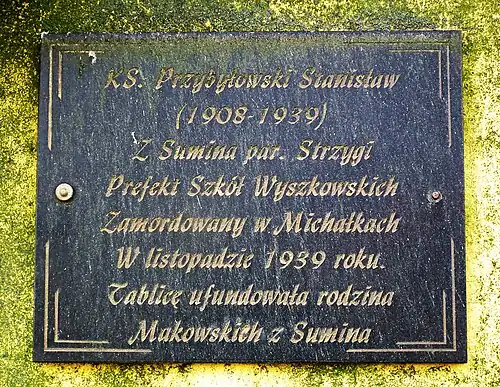 KS. Przybyłowski Stanisław
(1908-1939)
Z Sumina par. Strzygi
Prefekt Szkół Wyszkowskich
Zamordowany w Michałkach
W listopadzie 1939 roku.
Tablice ufundowała rodzina
Makowskich z Sumina